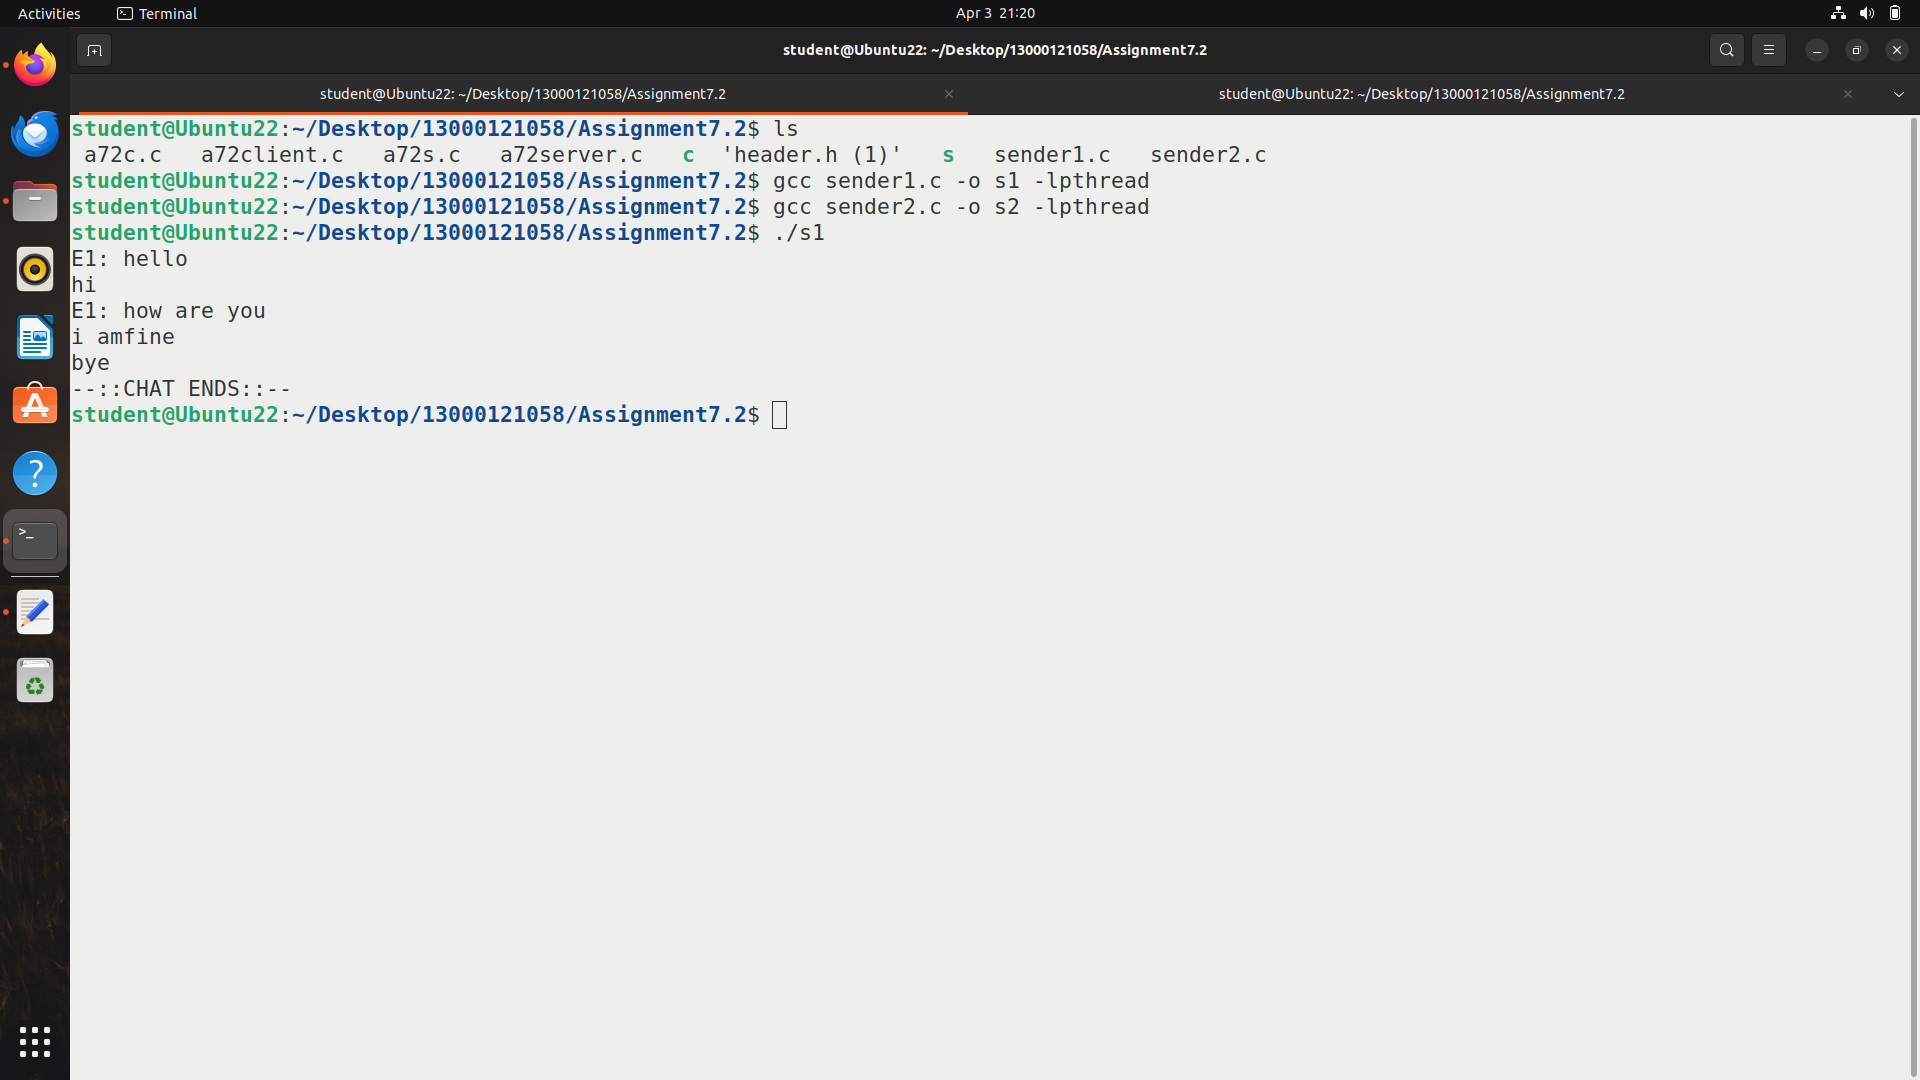 Activities Terminal Apr 3 21:20
student@Ubuntu22: ~/Desktop/13000121058/Assignment7.2
student@Ubuntu22: ~/Desktop/13000121058/Assignment7.2 student@Ubuntu22: ~/Desktop/13000121058/Assignment7.2
student@Ubuntu22:~/Desktop/13000121058/Assignment7.2$ ls
a72c.c a72client.c a72s.c a72server.c c 'header.h (1)' s sender1.c sender2.c
student@Ubuntu22:~/Desktop/13000121058/Assignment7.2$ gcc sender1.c -o s1 -lpthread
student@Ubuntu22:~/Desktop/13000121058/Assignment7.2$ gcc sender2.c -o s2 -lpthread
student@Ubuntu22:~/Desktop/13000121058/Assignment7.2$ ./s1
E1: hello
hi
E1: how are you
i amfine
bye
--::CHAT ENDS::--
student@Ubuntu22:~/Desktop/13000121058/Assignment7.2$